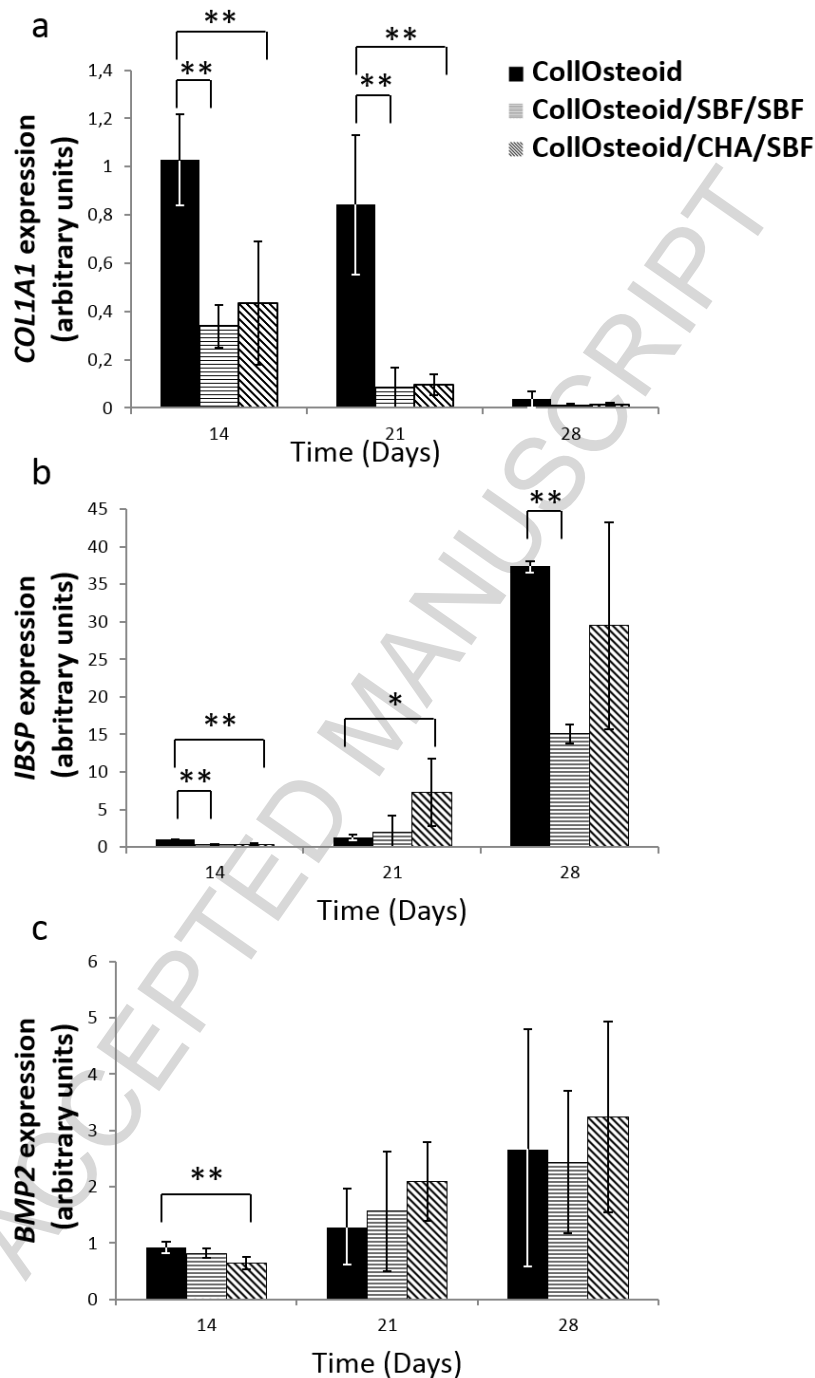 a
**
**
**
**
CollOsteoid
CollOsteoid/SBF/SBF
CollOsteoid/CHA/SBF
COL1A1 expression
(arbitrary units)
1,4
1,2
1
0,8
0,6
0,4
0,2
0
14
21
28
Time (Days)
b
**
**
*
**
IBSP expression
(abritrary units)
45
40
35
30
25
20
15
10
5
0
14
21
28
Time (Days)
c
**
BMP2 expression
(arbitrary units)
6
5
4
3
2
1
0
14
21
28
Time (Days)
ACCEPTED MANUSCRIPT